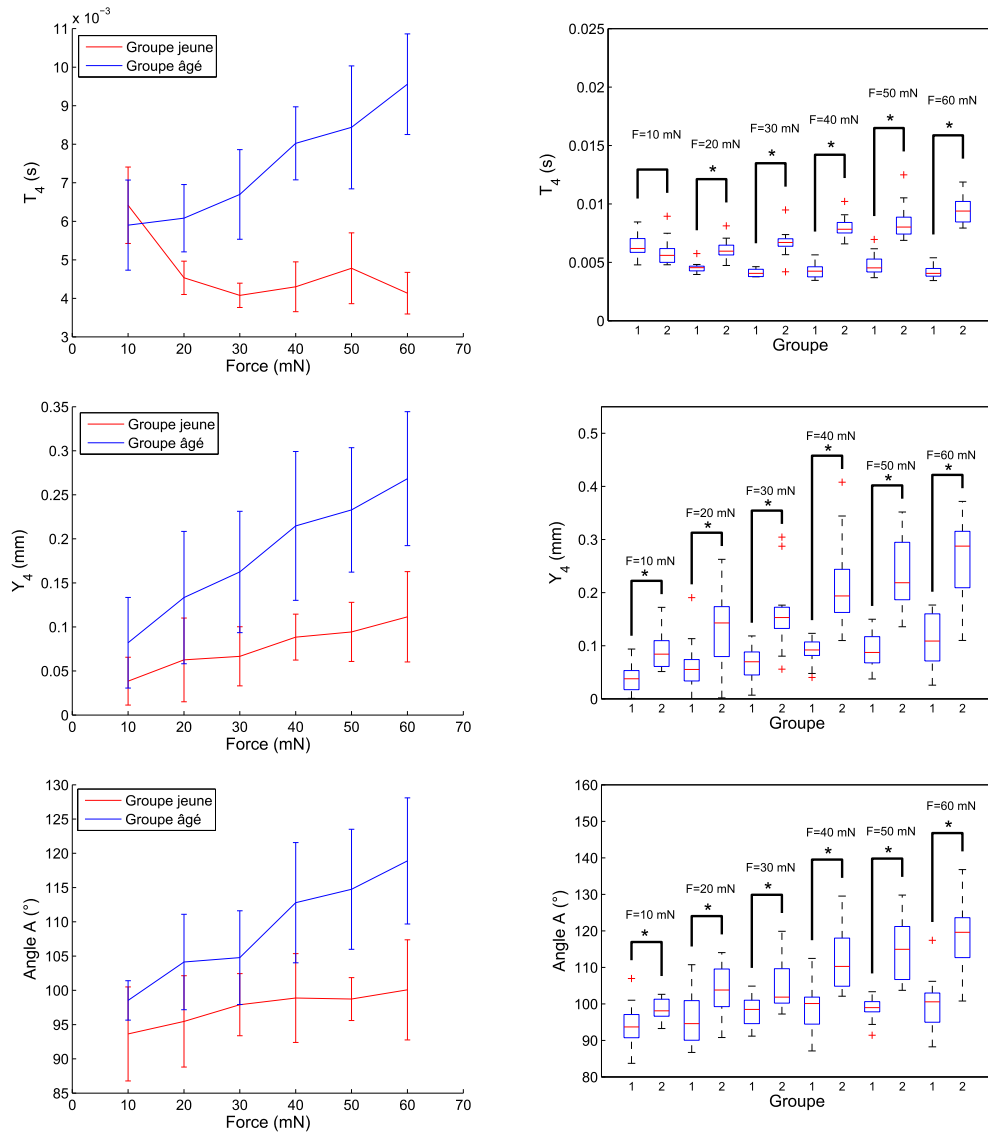 x 10⁻³
11
10
9
8
7
6
5
4
3
T₄ (s)
Groupe jeune
Groupe âgé
0 10 20 30 40 50 60 70
Force (mN)
0.025
0.02
0.015
0.01
0.005
0
T₄ (s)
F=10 mN
F=20 mN
F=30 mN
F=40 mN
F=50 mN
F=60 mN
* * * * *
1 2 1 2 1 2 1 2 1 2 1 2
Groupe
0.35
0.3
0.25
0.2
0.15
0.1
0.05
0
Y₄ (mm)
Groupe jeune
Groupe âgé
0 10 20 30 40 50 60 70
Force (mN)
0.5
0.4
0.3
0.2
0.1
0
Y₄ (mm)
F=10 mN
F=20 mN
F=30 mN
F=40 mN
F=50 mN
F=60 mN
* * * * * *
1 2 1 2 1 2 1 2 1 2 1 2
Groupe
130
125
120
115
110
105
100
95
90
85
Angle A (°)
Groupe jeune
Groupe âgé
0 10 20 30 40 50 60 70
Force (mN)
160
150
140
130
120
110
100
90
80
Angle A (°)
F=10 mN
F=20 mN
F=30 mN
F=40 mN
F=50 mN
F=60 mN
* * * * * *
1 2 1 2 1 2 1 2 1 2 1 2
Groupe